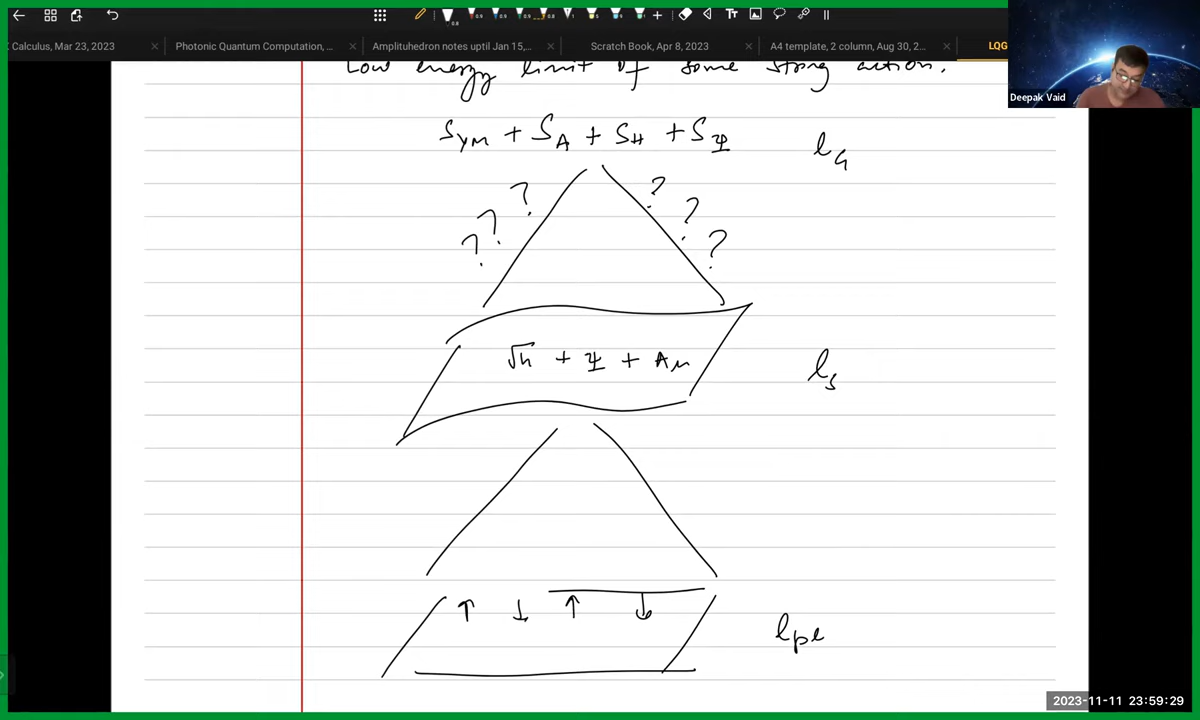 Calculus, Mar 23, 2023
Photonic Quantum Computation, ...
Amplituhedron notes uptil Jan 15,...
Scratch Book, Apr 8, 2023
A4 template, 2 column, Aug 30, 2...
LQG
Deepak Vaid
Low energy limit of some string action.
S_YM + S_A + S_H + S_Ψ
? ? ? ? ? ?
√h + Ψ + A_μ
l_s
↑ ↓ ↑ ↓
l_pl
2023-11-11 23:59:29